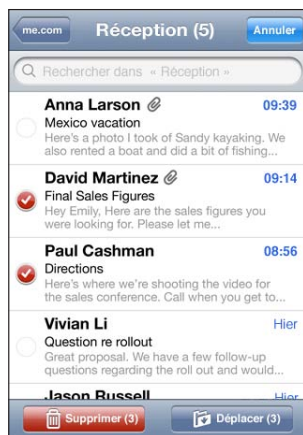 me.com Réception (5) Annuler
Rechercher dans « Réception »
Anna Larson 09:39
Mexico vacation
Here's a photo I took of Sandy kayaking. We
also rented a boat and did a bit of fishing...
David Martinez 09:14
Final Sales Figures
Hey Emily, Here are the sales figures you
were looking for. Please let me...
Paul Cashman 08:56
Directions
Here's where we're shooting the video for
the sales conference. Call when you get to...
Vivian Li Hier
Question re rollout
Great proposal. We have a few follow-up
questions regarding the roll out and would...
Jason Russell Hier
Supprimer (3) Déplacer (3)